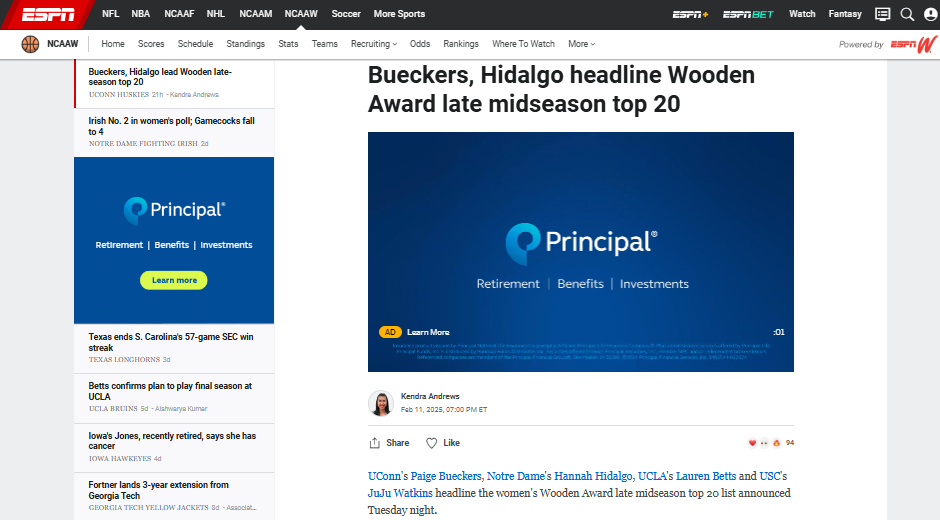 ESPN NFL NBA NCAAF NHL NCAAM NCAAW Soccer More Sports ESPN+ ESPN BET Watch Fantasy
NCAAW Home Scores Schedule Standings Stats Teams Recruiting Odds Rankings Where To Watch More Powered by ESPN W
Bueckers, Hidalgo lead Wooden late-
season top 20
UCONN HUSKIES 21h - Kendra Andrews
Irish No. 2 in women's poll; Gamecocks fall
to 4
NOTRE DAME FIGHTING IRISH 2d
Principal®
Retirement | Benefits | Investments
Learn more
Texas ends S. Carolina's 57-game SEC win
streak
TEXAS LONGHORNS 3d
Betts confirms plan to play final season at
UCLA
UCLA BRUINS 5d - Aishwarya Kumar
Iowa's Jones, recently retired, says she has
cancer
IOWA HAWKEYES 4d
Fortner lands 3-year extension from
Georgia Tech
GEORGIA TECH YELLOW JACKETS 8d - Associat...
Bueckers, Hidalgo headline Wooden
Award late midseason top 20
Principal®
Retirement | Benefits | Investments
AD Learn More :01
Kendra Andrews
Feb 11, 2025, 07:00 PM ET
Share Like 94
UConn's Paige Bueckers, Notre Dame's Hannah Hidalgo, UCLA's Lauren Betts and USC's
JuJu Watkins headline the women's Wooden Award late midseason top 20 list announced
Tuesday night.